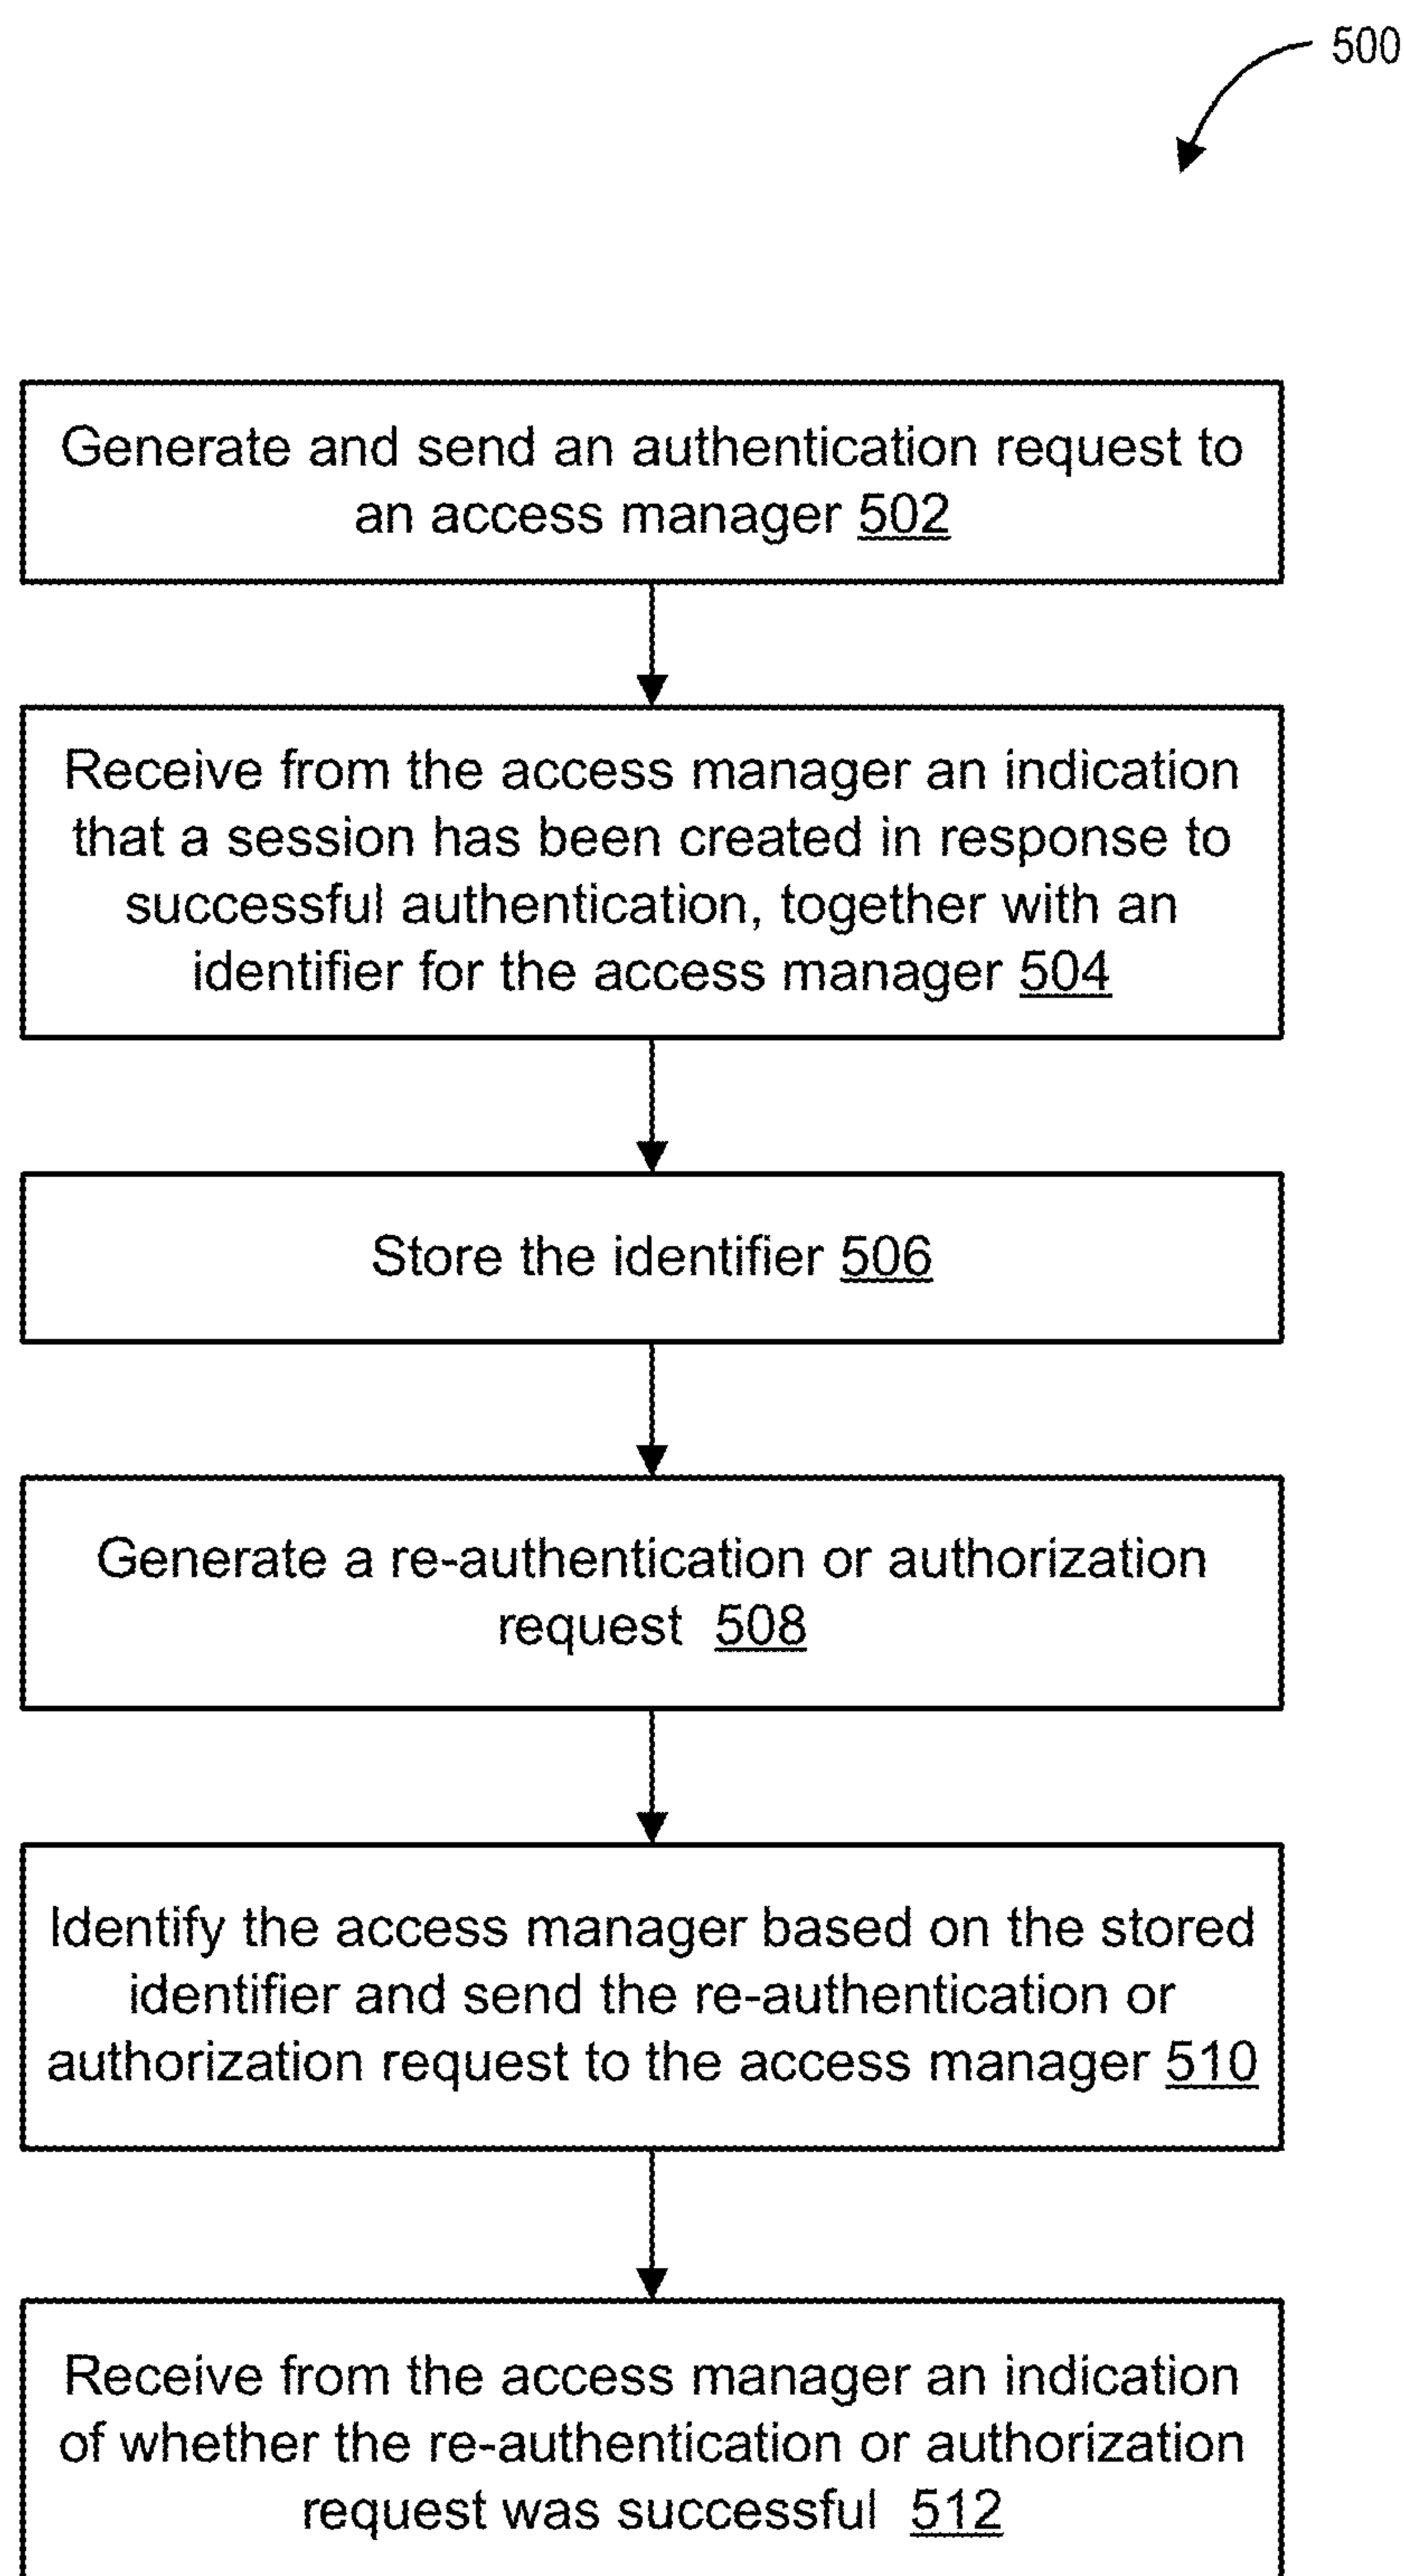 500
Generate and send an authentication request to
an access manager 502
Receive from the access manager an indication
that a session has been created in response to
successful authentication, together with an
identifier for the access manager 504
Store the identifier 506
Generate a re-authentication or authorization
request 508
Identify the access manager based on the stored
identifier and send the re-authentication or
authorization request to the access manager 510
Receive from the access manager an indication
of whether the re-authentication or authorization
request was successful 512